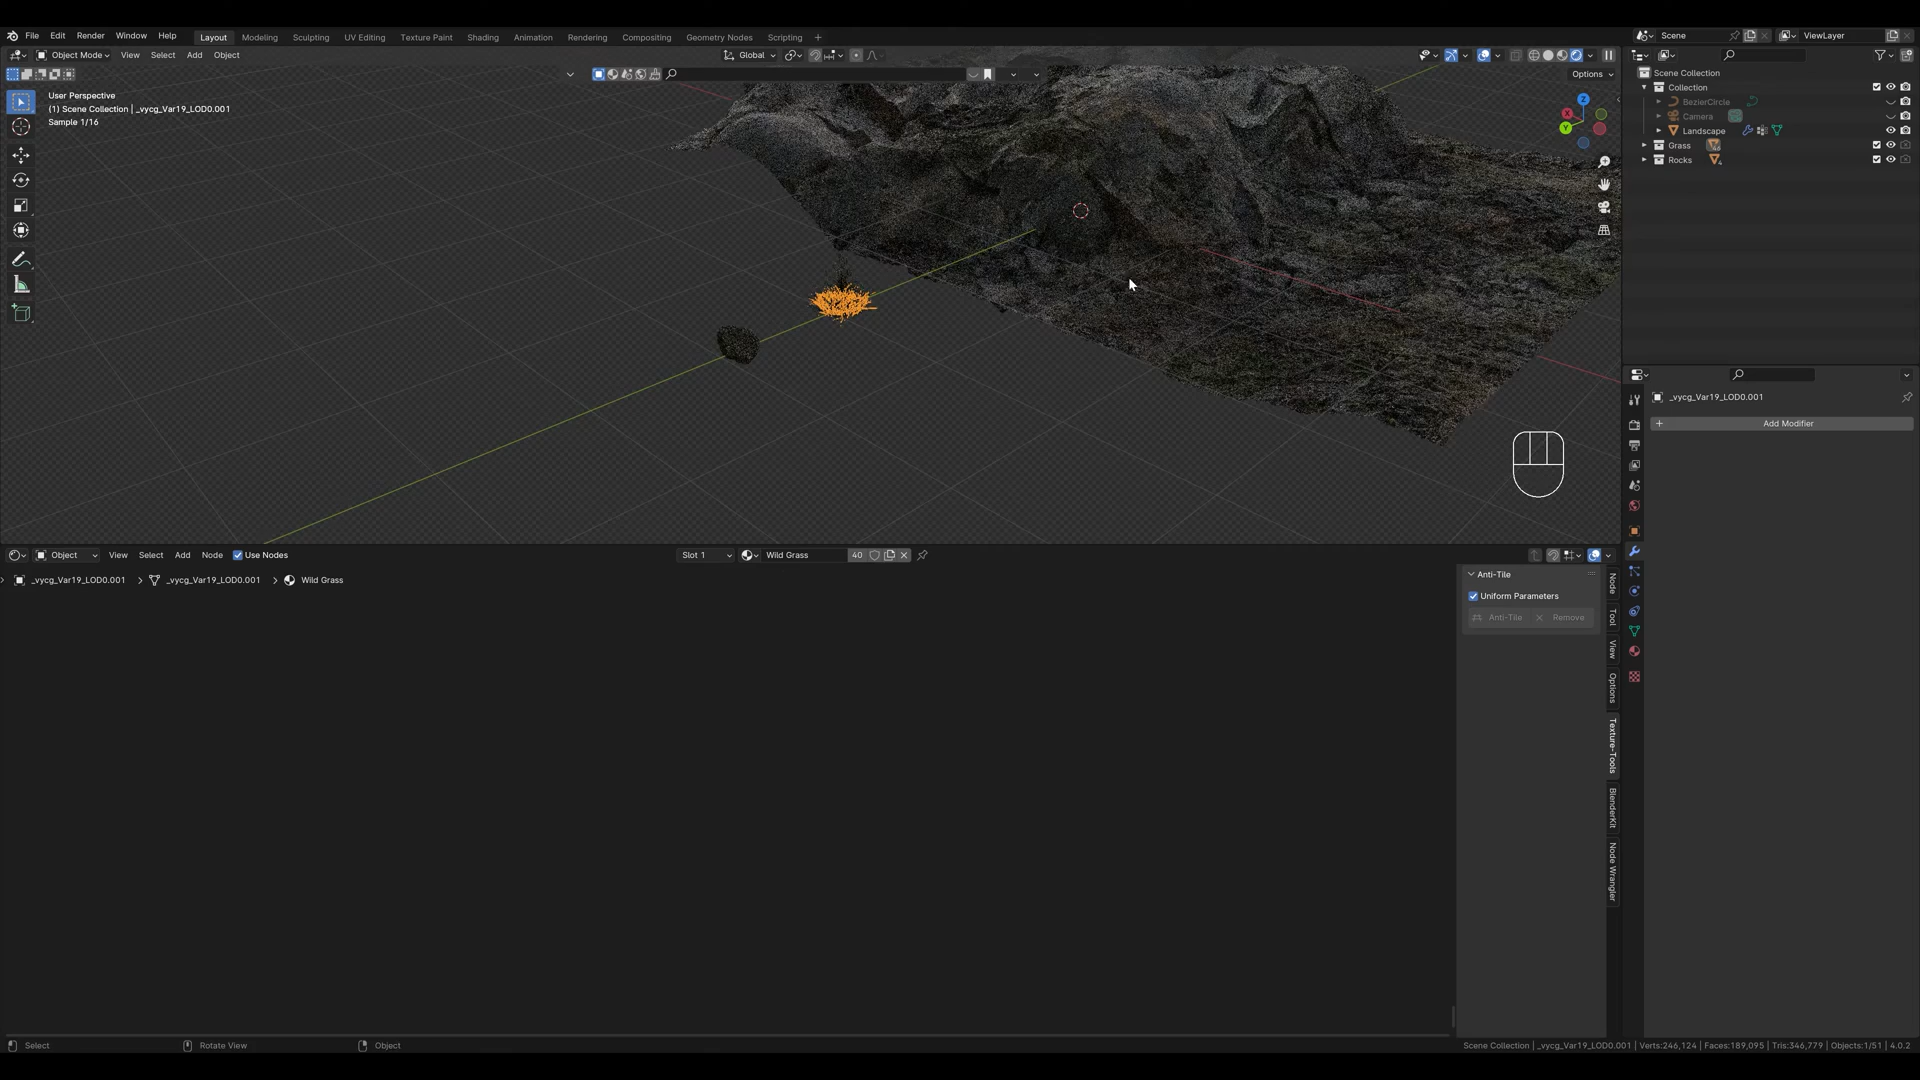 File Edit Render Window Help Layout Modeling Sculpting UV Editing Texture Paint Shading Animation Rendering Compositing Geometry Nodes Scripting + Scene ViewLayer
Object Mode View Select Add Object Global
Options
User Perspective
(1) Scene Collection | _vycg_Var19_LOD0.001
Sample 1/16
Z
X
Y
Scene Collection
Collection
BezierCircle
Camera
Landscape
Grass
Rocks
_vycg_Var19_LOD0.001
+ Add Modifier
Object View Select Add Node Use Nodes Slot 1 Wild Grass 40
_vycg_Var19_LOD0.001 > _vycg_Var19_LOD0.001 > Wild Grass
Anti-Tile
Uniform Parameters
Anti-Tile Remove
Node
Tool
View
Options
Texture-Tools
BlenderKit
Node Wrangler
Select Rotate View Object Scene Collection | _vycg_Var19_LOD0.001 | Verts:246,124 | Faces:189,095 | Tris:346,779 | Objects:1/51 | 4.0.2